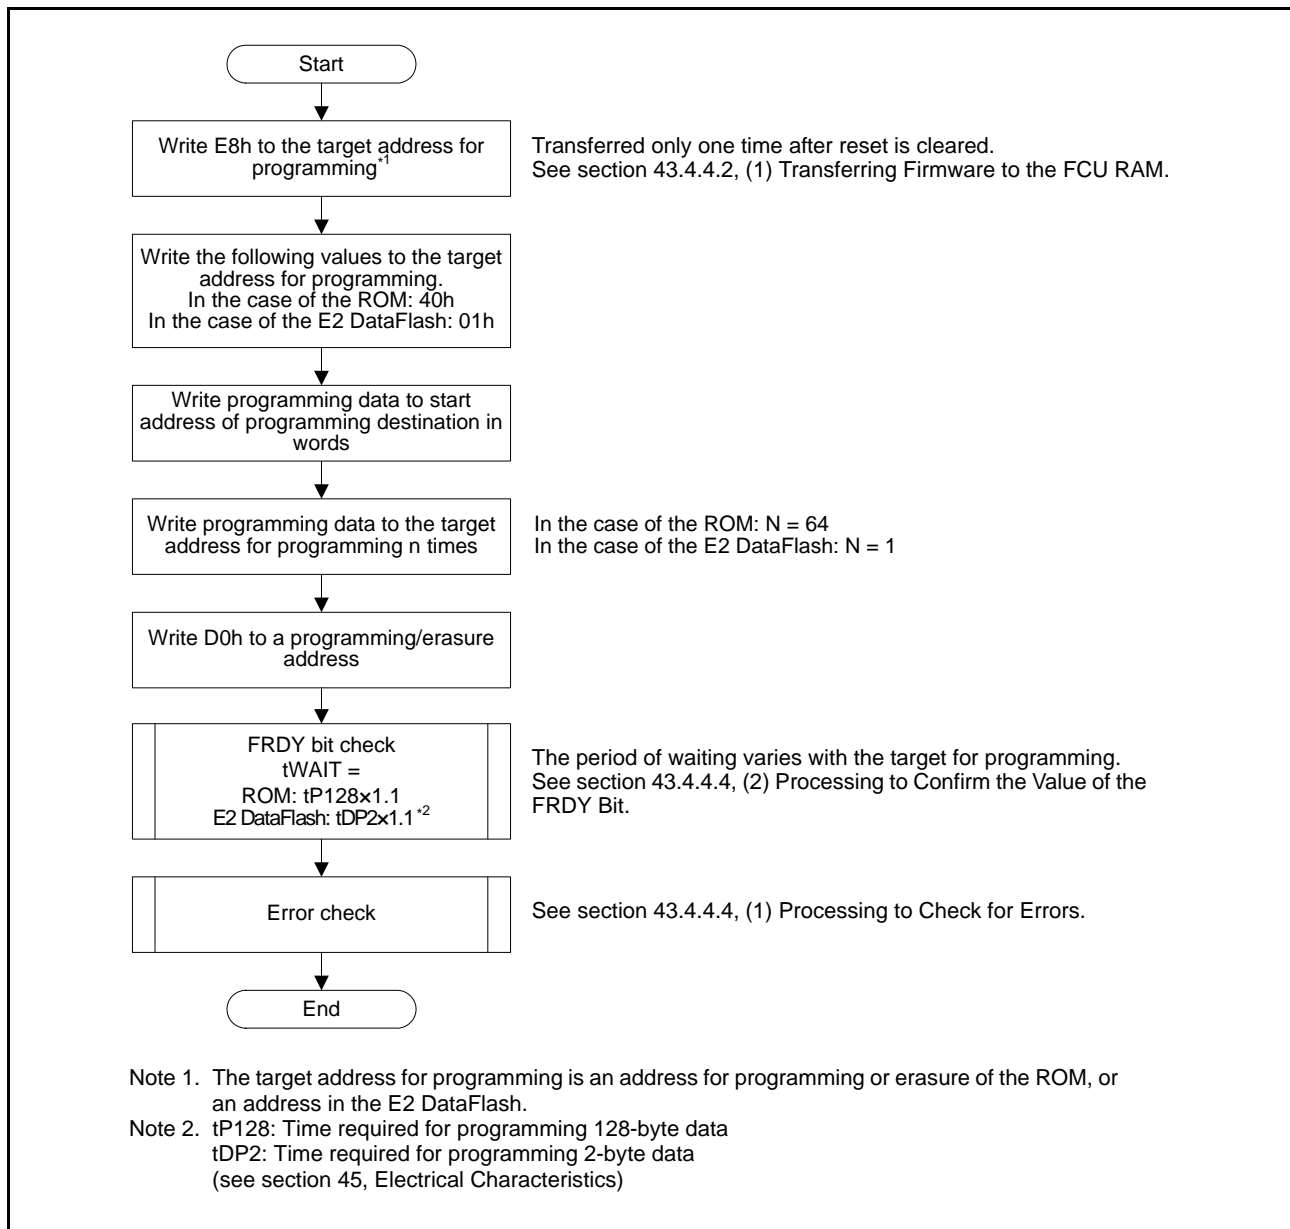 Start
Write E8h to the target address for
programming*1
Transferred only one time after reset is cleared.
See section 43.4.4.2, (1) Transferring Firmware to the FCU RAM.
Write the following values to the target
address for programming.
In the case of the ROM: 40h
In the case of the E2 DataFlash: 01h
Write programming data to start
address of programming destination in
words
Write programming data to the target
address for programming n times
In the case of the ROM: N = 64
In the case of the E2 DataFlash: N = 1
Write D0h to a programming/erasure
address
FRDY bit check
tWAIT =
ROM: tP128×1.1
E2 DataFlash: tDP2×1.1*2
The period of waiting varies with the target for programming.
See section 43.4.4.4, (2) Processing to Confirm the Value of the
FRDY Bit.
Error check
See section 43.4.4.4, (1) Processing to Check for Errors.
End
Note 1. The target address for programming is an address for programming or erasure of the ROM, or
an address in the E2 DataFlash.
Note 2. tP128: Time required for programming 128-byte data
tDP2: Time required for programming 2-byte data
(see section 45, Electrical Characteristics)